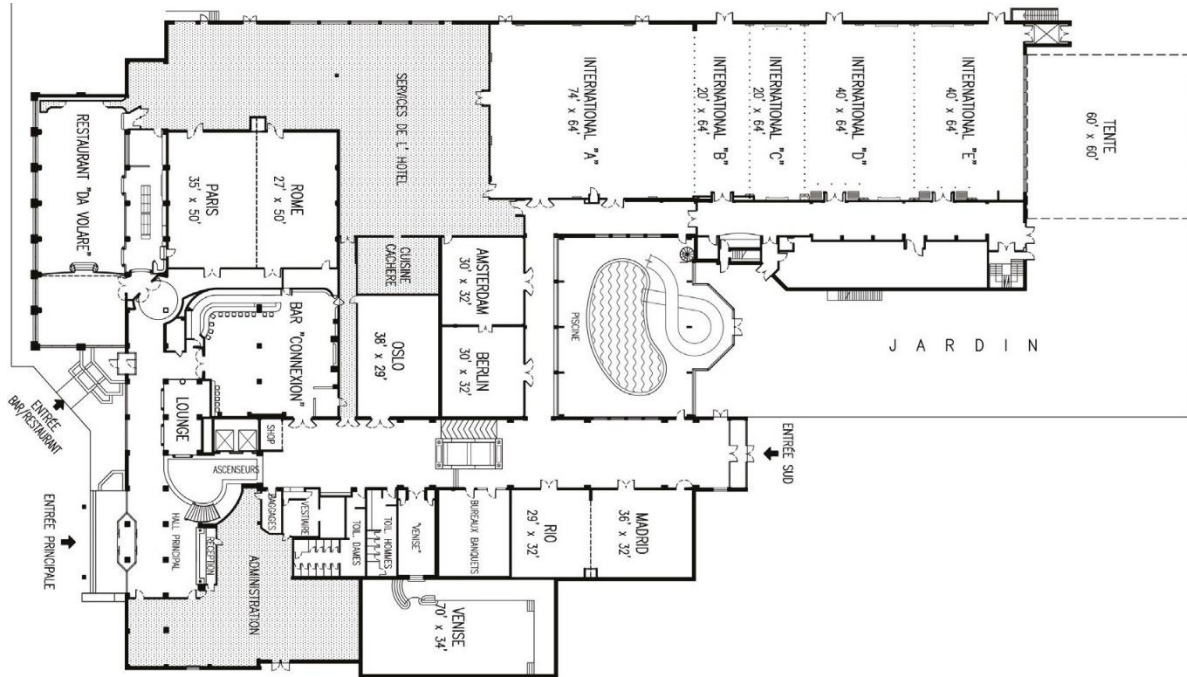 RESTAURANT "DA VOLARE"
PARIS
35' x 50'
ROME
27' x 50'
SERVICES DE L' HOTEL
INTERNATIONAL "A"
74' x 64'
INTERNATIONAL "B"
20' x 64'
INTERNATIONAL "C"
20' x 64'
INTERNATIONAL "D"
40' x 64'
INTERNATIONAL "E"
40' x 64'
TENTE
60' x 60'
CUISINE
CACHERE
AMSTERDAM
30' x 32'
BERLIN
30' x 32'
OSLO
38' x 29'
BAR "CONNEXION"
PISCINE
JARDIN
LOUNGE
SHOP
ASCENSEURS
ENTRÉE
BAR/RESTAURANT
ENTRÉE PRINCIPALE
HALL PRINCIPAL
RECEPTION
ADMINISTRATION
BAGGAGES
VESTIAIRE
TOIL. DAMES
TOIL. HOMMES
"VENISE"
BUREAUX BANQUETS
RIO
29' x 32'
MADRID
36' x 32'
ENTRÉE SUD
VENISE
70' x 34'